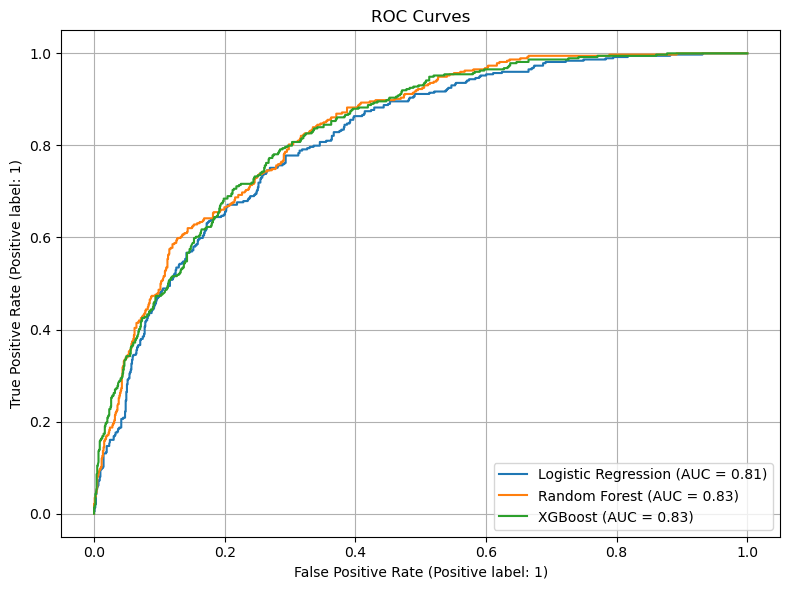 ROC Curves
True Positive Rate (Positive label: 1)
1.0
0.8
0.6
0.4
0.2
0.0
Logistic Regression (AUC = 0.81)
Random Forest (AUC = 0.83)
XGBoost (AUC = 0.83)
0.0 0.2 0.4 0.6 0.8 1.0
False Positive Rate (Positive label: 1)